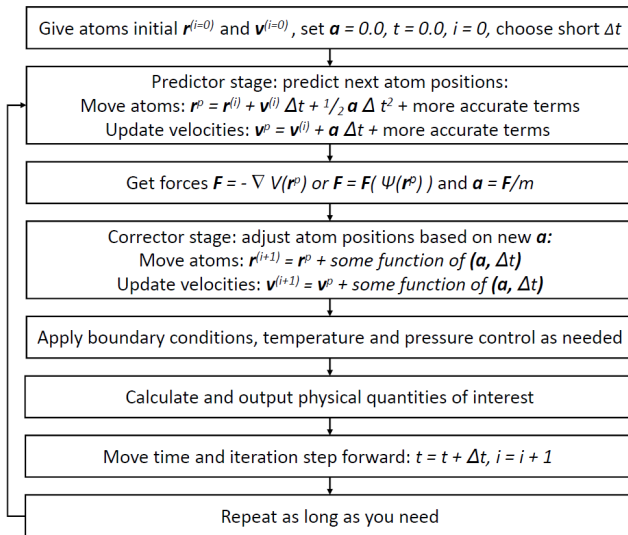 Give atoms initial r⁽ⁱ⁼⁰⁾ and v⁽ⁱ⁼⁰⁾ , set a = 0.0, t = 0.0, i = 0, choose short Δt
Predictor stage: predict next atom positions:
Move atoms: rᵖ = r⁽ⁱ⁾ + v⁽ⁱ⁾ Δt + ¹/₂ a Δ t² + more accurate terms
Update velocities: vᵖ = v⁽ⁱ⁾ + a Δt + more accurate terms
Get forces F = - ∇ V(rᵖ) or F = F( Ψ(rᵖ) ) and a = F/m
Corrector stage: adjust atom positions based on new a:
Move atoms: r⁽ⁱ⁺¹⁾ = rᵖ + some function of (a, Δt)
Update velocities: v⁽ⁱ⁺¹⁾ = vᵖ + some function of (a, Δt)
Apply boundary conditions, temperature and pressure control as needed
Calculate and output physical quantities of interest
Move time and iteration step forward: t = t + Δt, i = i + 1
Repeat as long as you need